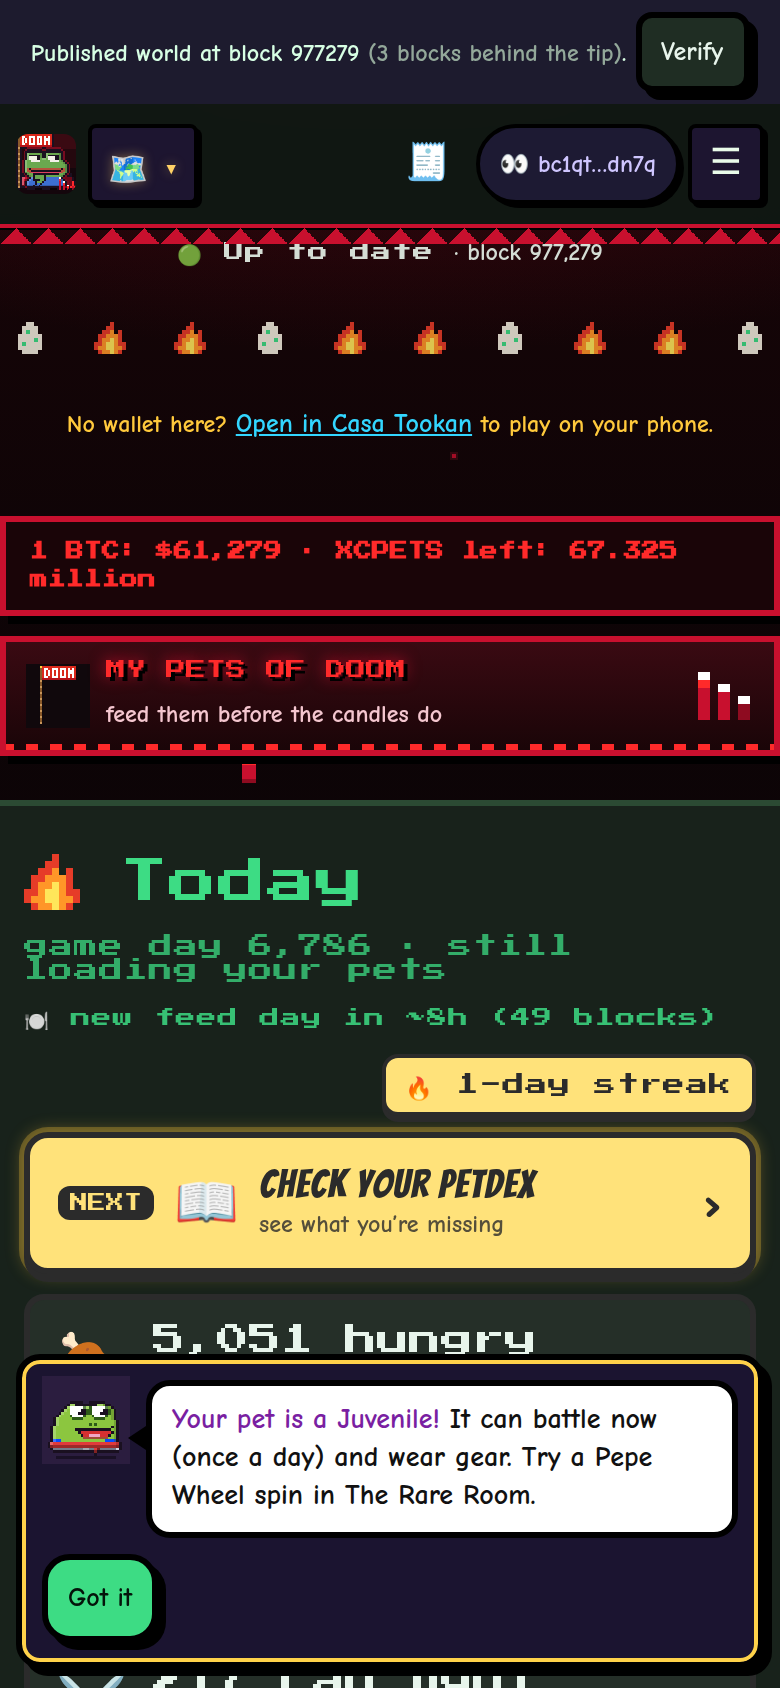 Published world at block 977279 (3 blocks behind the tip).
Verify
DOOM
▼
👀 bc1qt...dn7q
☰
Up to date · block 977,279
No wallet here? Open in Casa Tookan to play on your phone.
1 BTC: $61,279 · XCPETS left: 67.325
million
DOOM
MY PETS OF DOOM
feed them before the candles do
Today
game day 6,786 · still
loading your pets
new feed day in ~8h (49 blocks)
1-day streak
NEXT
CHECK YOUR PETDEX
see what you're missing
›
5,051 hungry
Your pet is a Juvenile! It can battle now
(once a day) and wear gear. Try a Pepe
Wheel spin in The Rare Room.
Got it